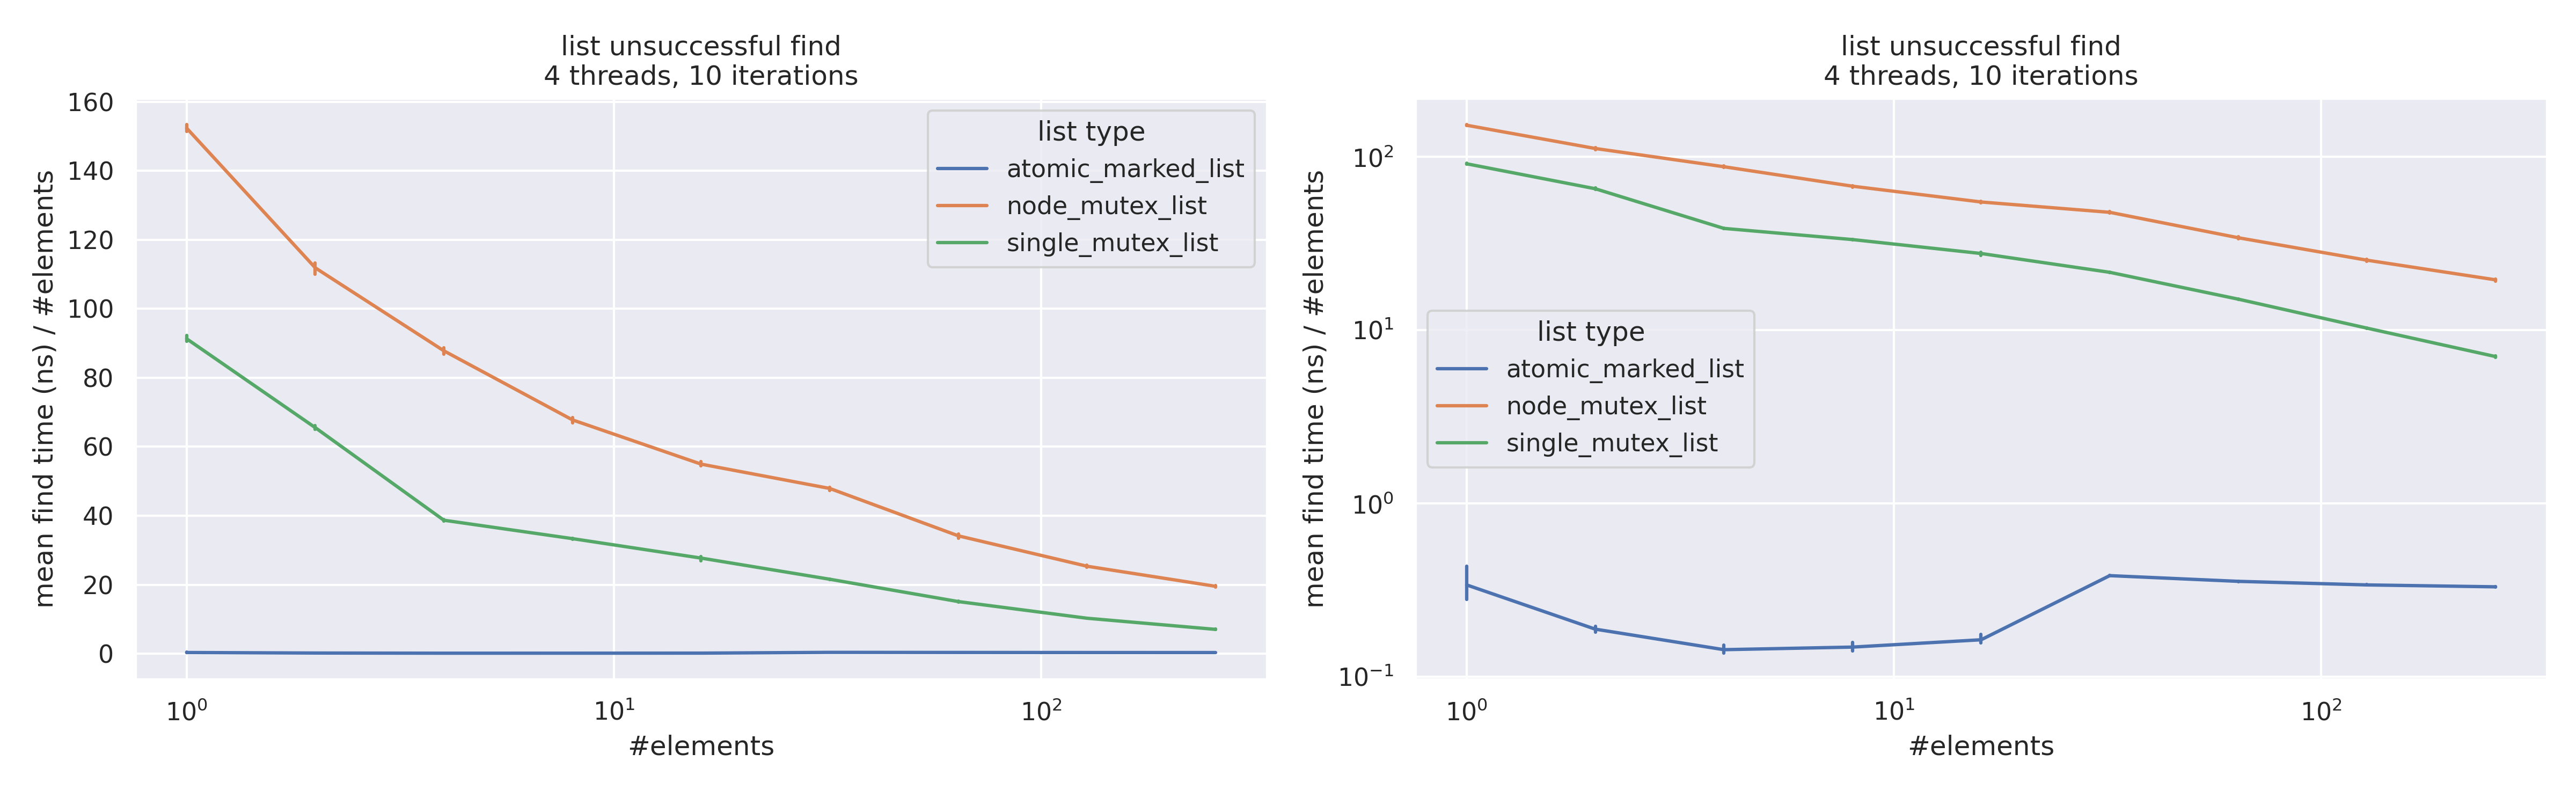 list unsuccessful find
4 threads, 10 iterations
mean find time (ns) / #elements
160
140
120
100
80
60
40
20
0
list type
atomic_marked_list
node_mutex_list
single_mutex_list
10⁰
10¹
10²
#elements
list unsuccessful find
4 threads, 10 iterations
mean find time (ns) / #elements
10²
10¹
10⁰
10⁻¹
list type
atomic_marked_list
node_mutex_list
single_mutex_list
10⁰
10¹
10²
#elements